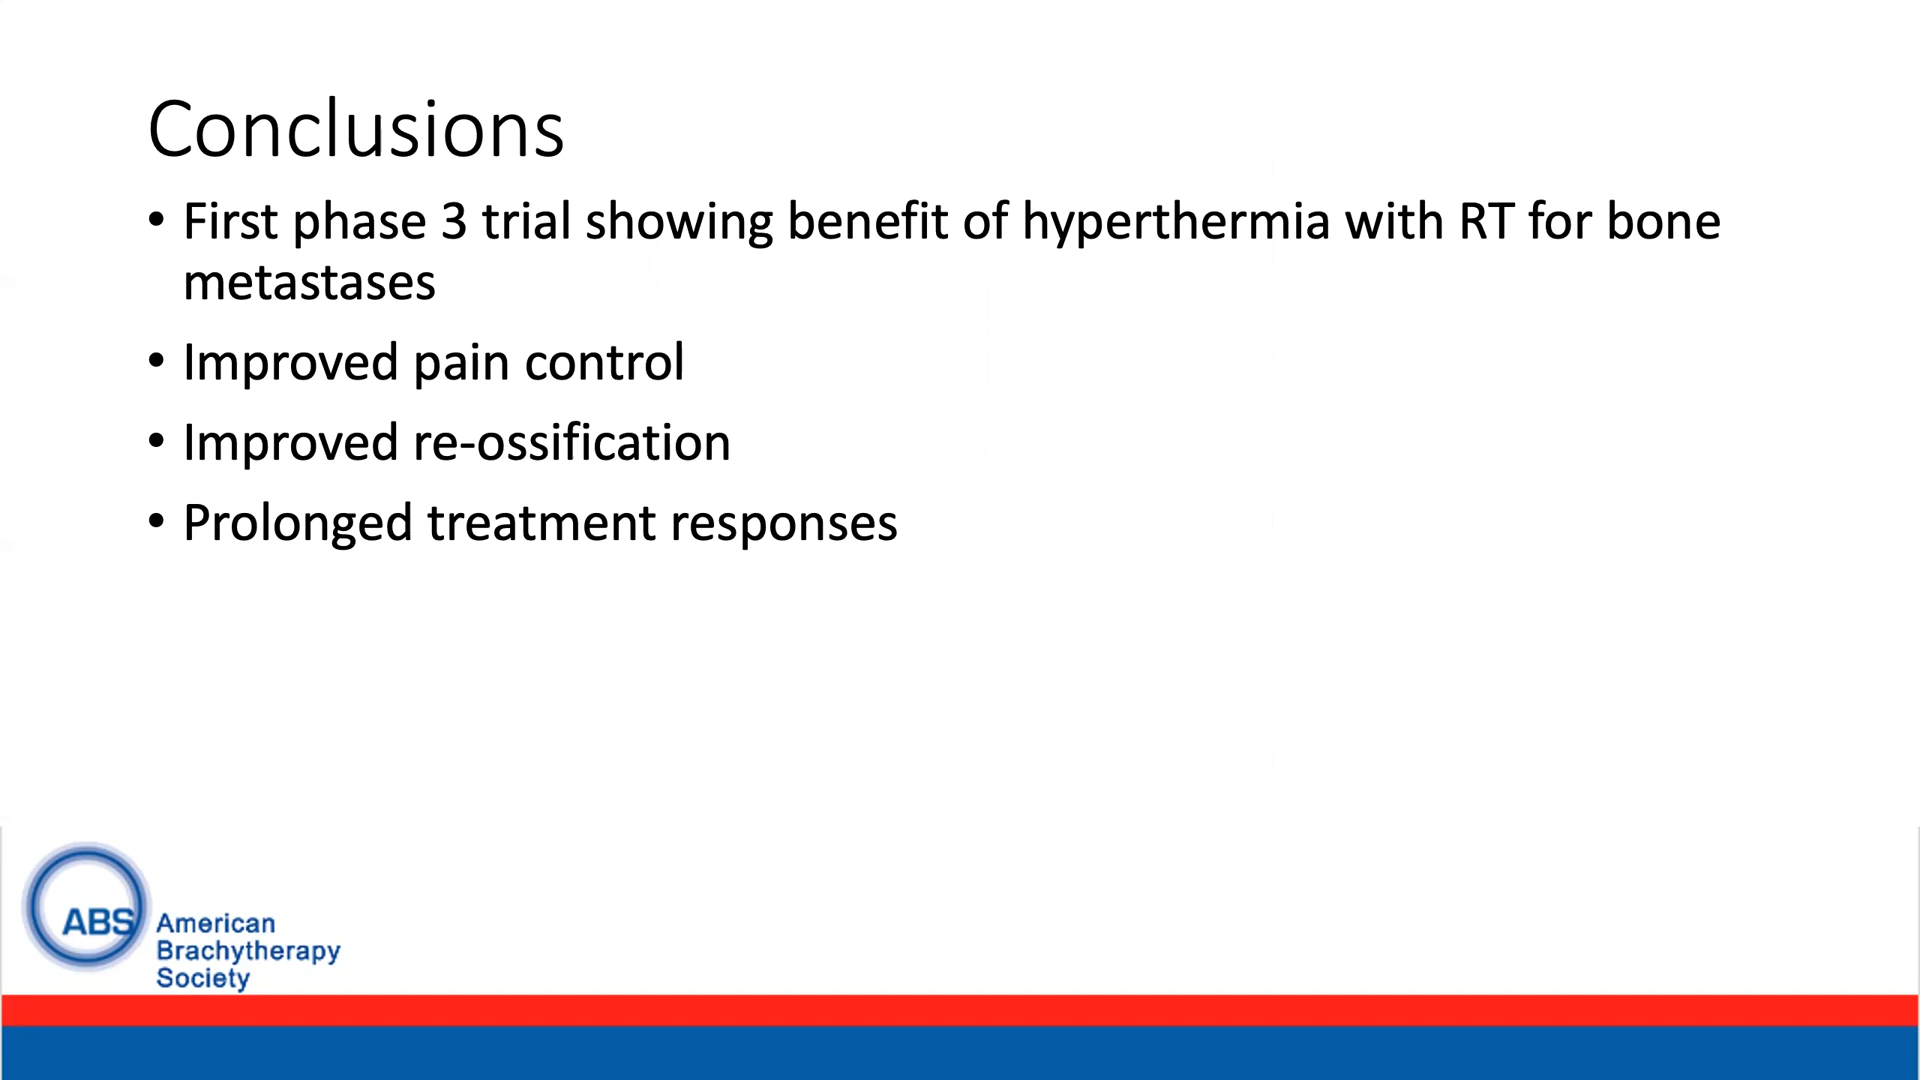 Conclusions
• First phase 3 trial showing benefit of hyperthermia with RT for bone
metastases
• Improved pain control
• Improved re-ossification
• Prolonged treatment responses
ABS
American
Brachytherapy
Society